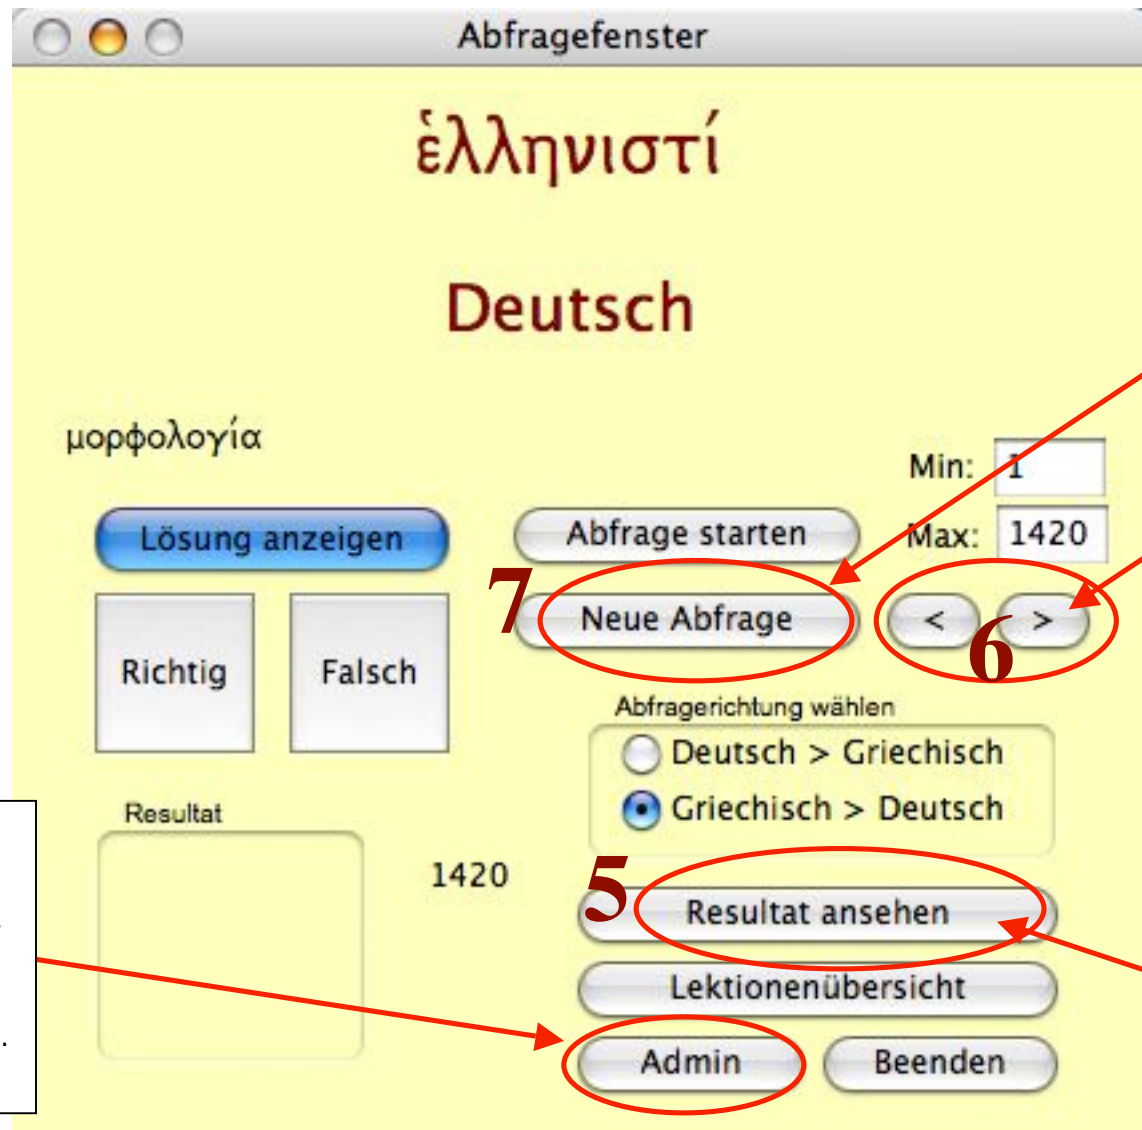 Abfragefenster
ἑλληνιστί
Deutsch
μορφολογία
Min: 1
Lösung anzeigen
Abfrage starten
Max: 1420
7
Neue Abfrage
< >
6
Richtig
Falsch
Abfragerichtung wählen
Deutsch > Griechisch
Griechisch > Deutsch
Resultat
1420
5
Resultat ansehen
Lektionenübersicht
Admin
Beenden